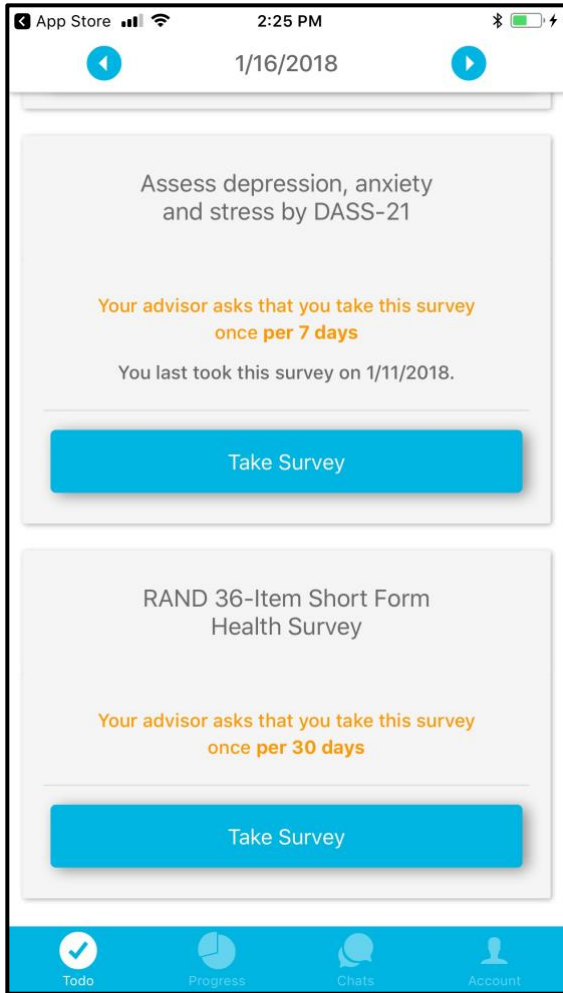 App Store 2:25 PM
1/16/2018
Assess depression, anxiety
and stress by DASS-21
Your advisor asks that you take this survey
once per 7 days
You last took this survey on 1/11/2018.
Take Survey
RAND 36-Item Short Form
Health Survey
Your advisor asks that you take this survey
once per 30 days
Take Survey
Todo Progress Chats Account